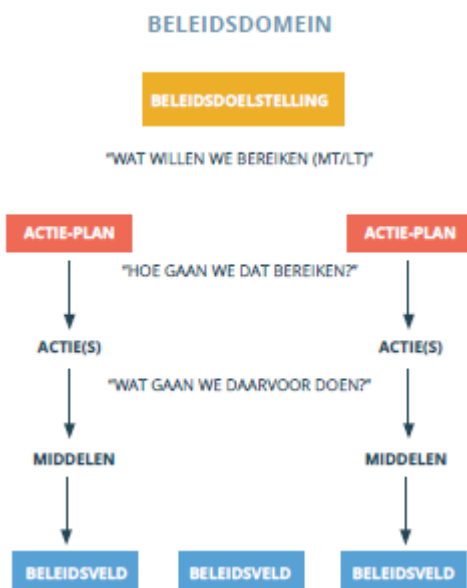 BELEIDSDOMEIN
BELEIDSDOELSTELLING
"WAT WILLEN WE BEREIKEN (MT/LT)"
ACTIE-PLAN ACTIE-PLAN
"HOE GAAN WE DAT BEREIKEN?"
ACTIE(S) ACTIE(S)
"WAT GAAN WE DAARVOOR DOEN?"
MIDDELEN MIDDELEN
BELEIDSVELD BELEIDSVELD BELEIDSVELD